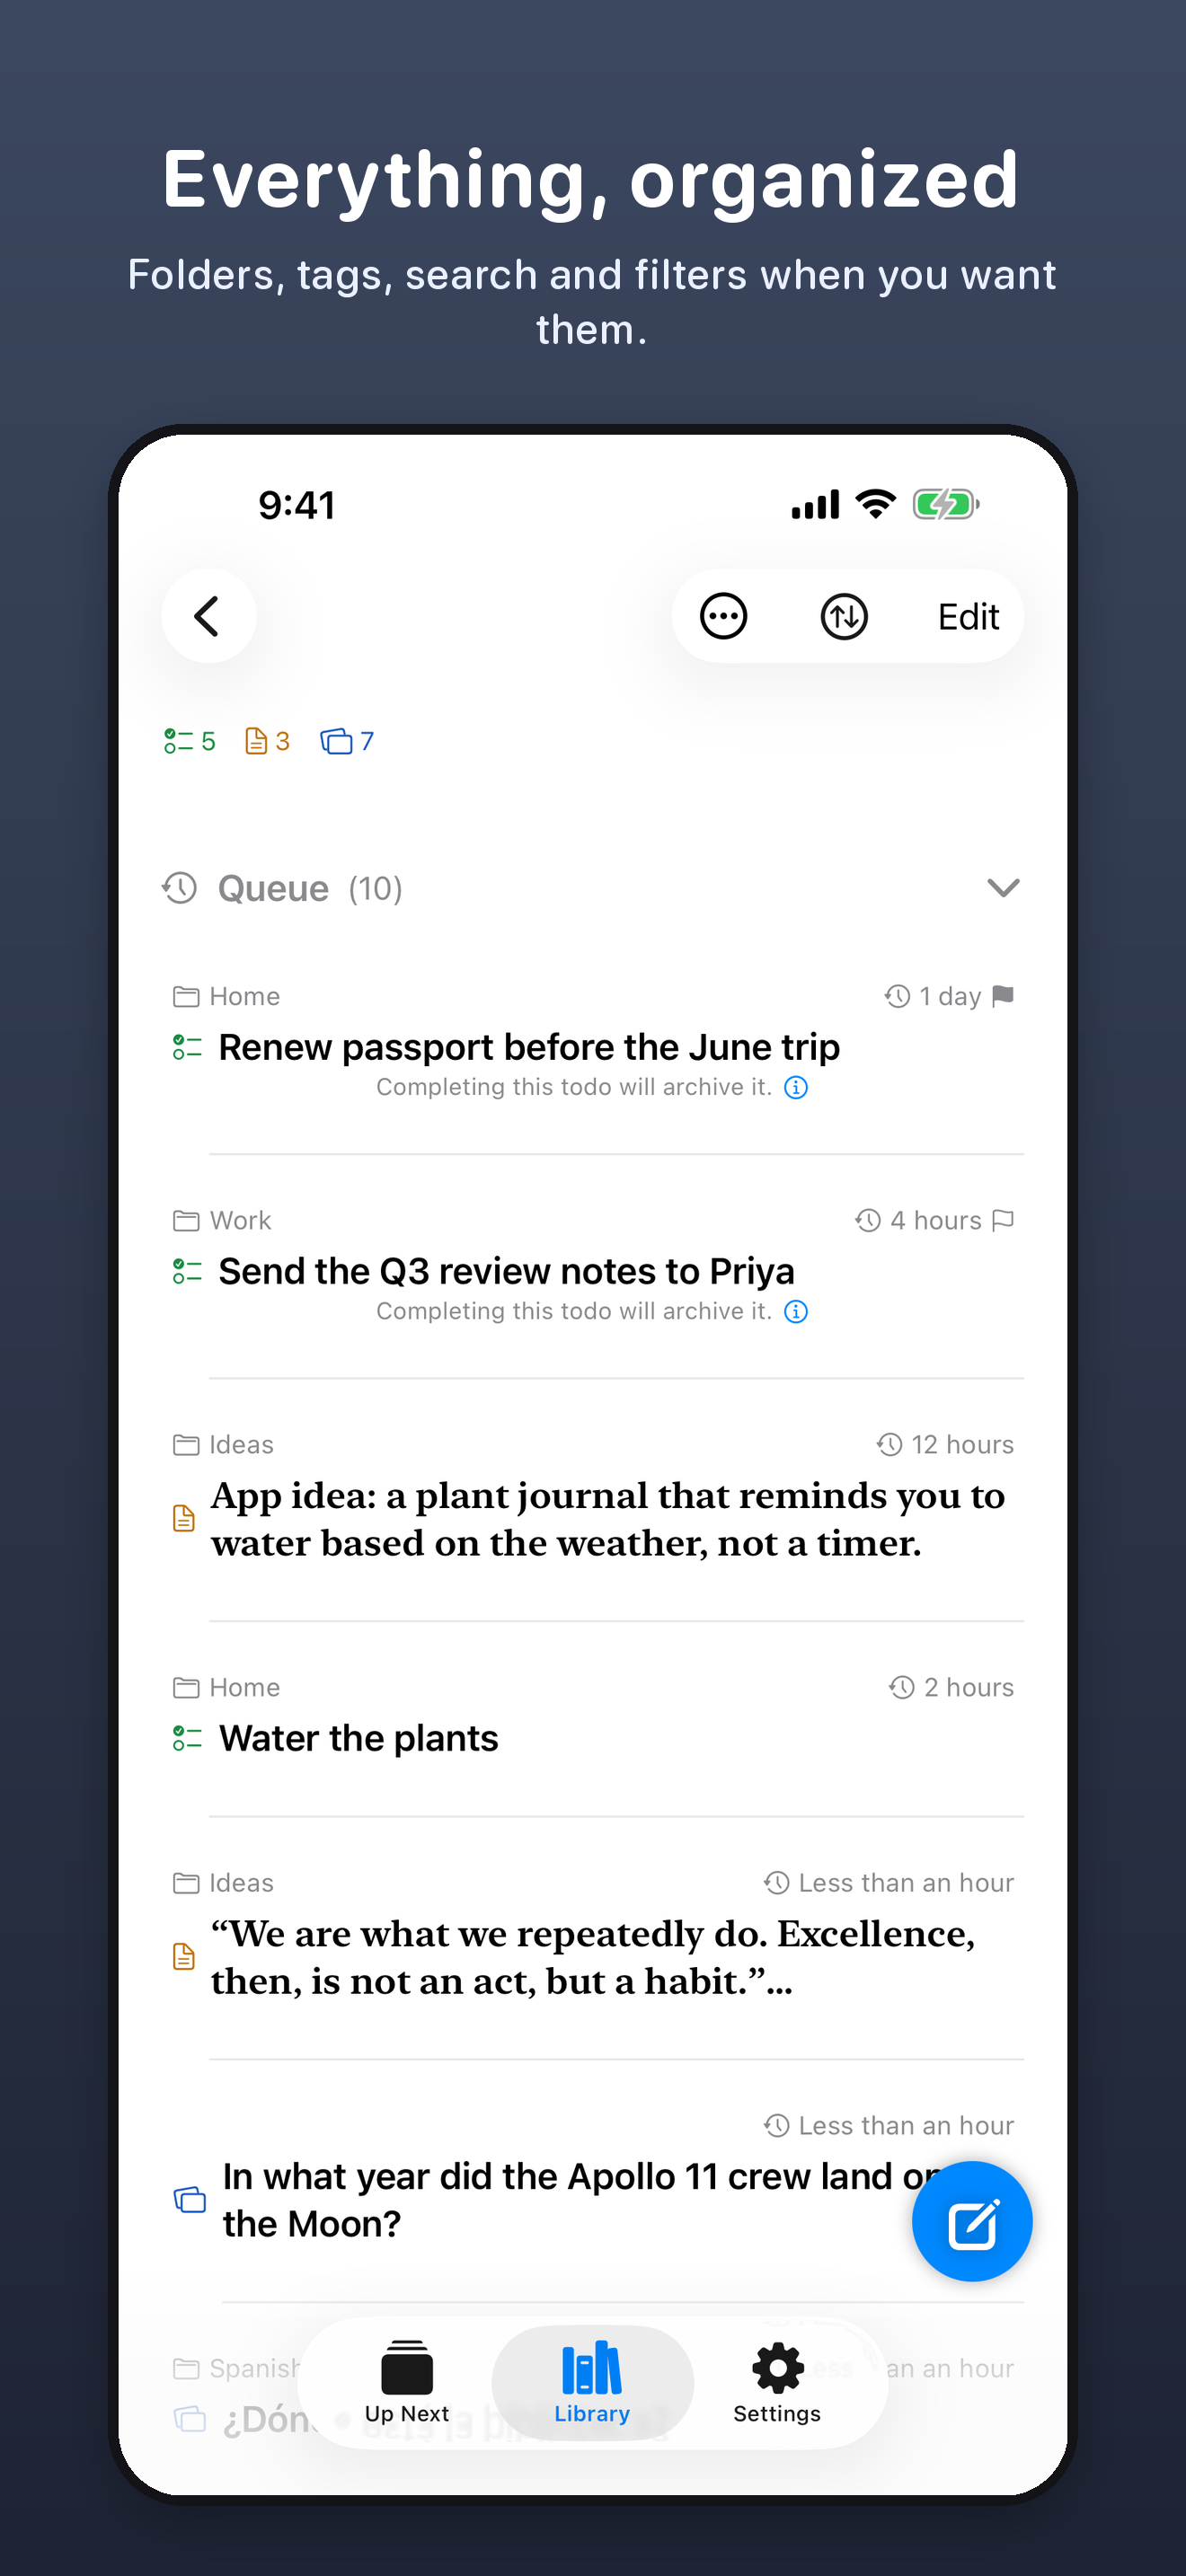 Everything, organized
Folders, tags, search and filters when you want
them.
9:41
Edit
5 3 7
Queue (10)
Home 1 day
Renew passport before the June trip
Completing this todo will archive it.
Work 4 hours
Send the Q3 review notes to Priya
Completing this todo will archive it.
Ideas 12 hours
App idea: a plant journal that reminds you to
water based on the weather, not a timer.
Home 2 hours
Water the plants
Ideas Less than an hour
“We are what we repeatedly do. Excellence,
then, is not an act, but a habit.”...
Less than an hour
In what year did the Apollo 11 crew land on
the Moon?
Spanish an hour
Up Next Library Settings